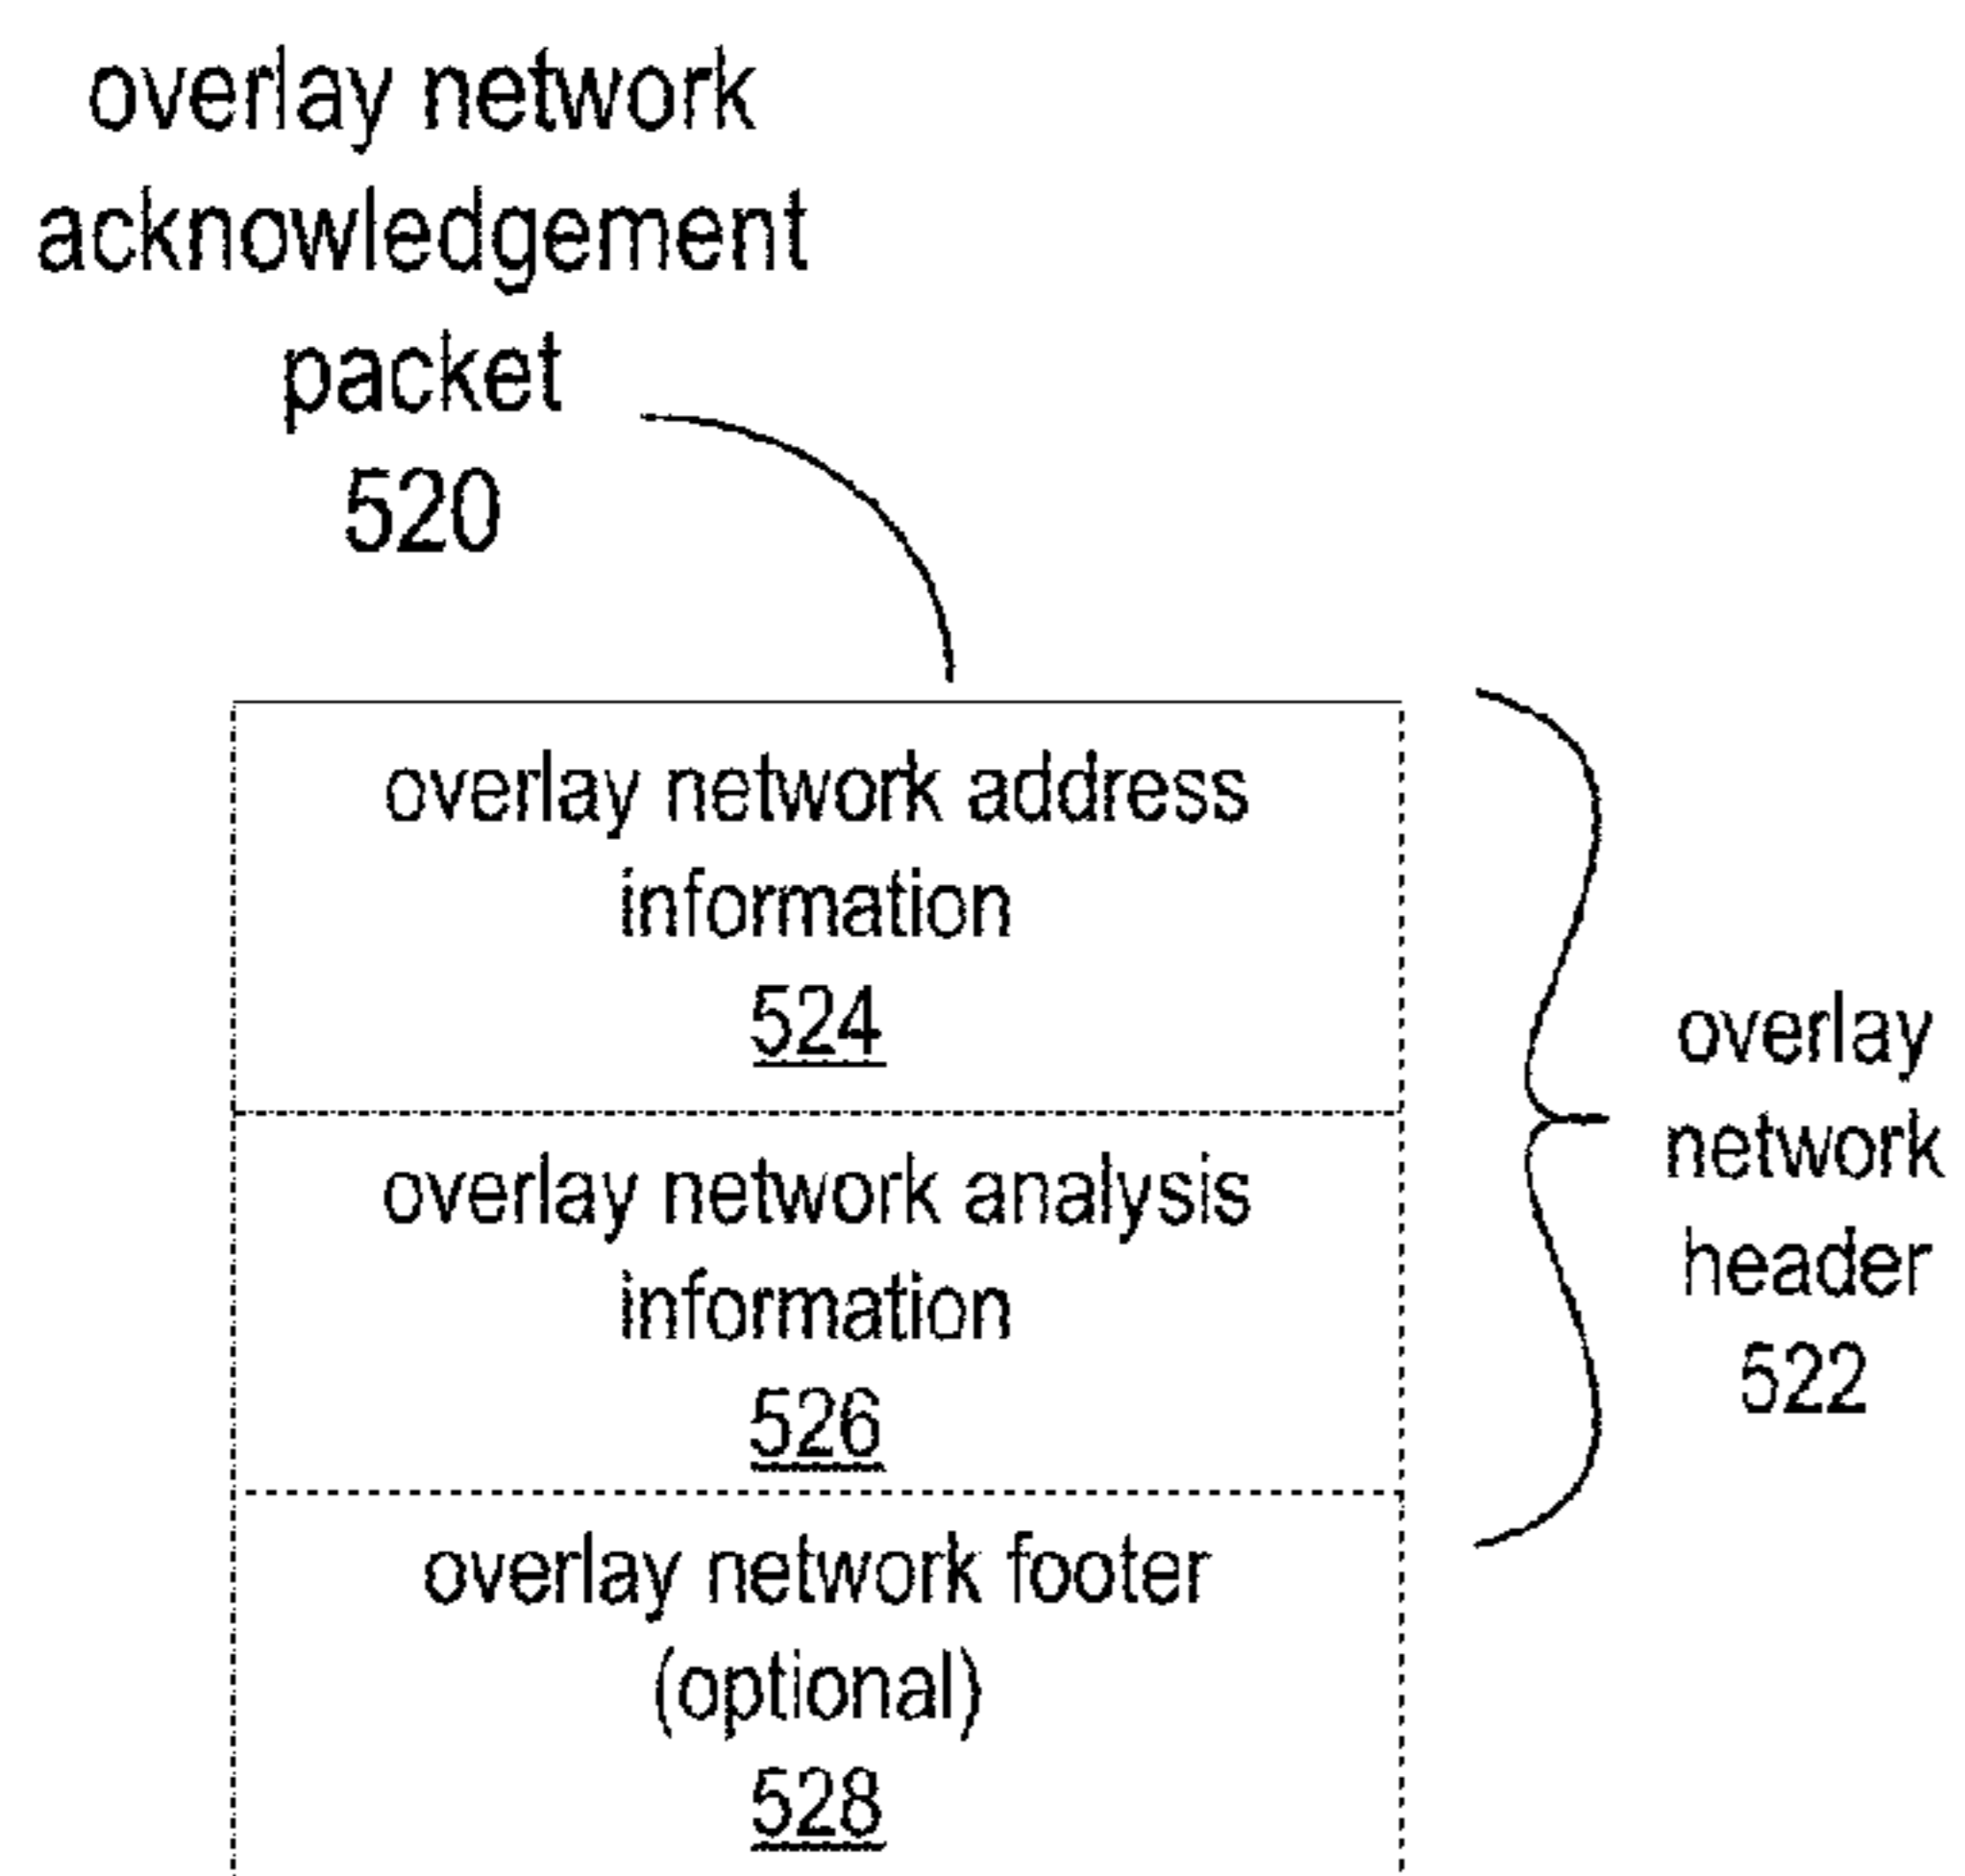 overlay network
acknowledgement
packet
520
overlay network address
information
524
overlay network analysis
information
526
overlay network footer
(optional)
528
overlay
network
header
522